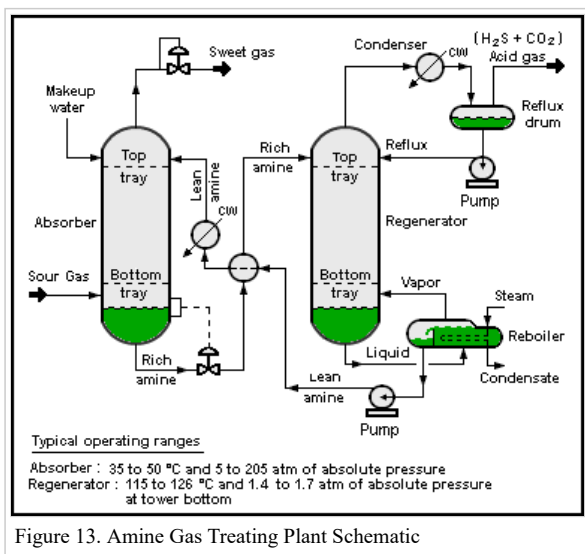 Sweet gas
Condenser
CW
(H₂S + CO₂)
Acid gas
Makeup
water
Reflux
drum
Top
tray
Lean
amine
Rich
amine
Top
tray
Reflux
Pump
Absorber
CW
Regenerator
Sour Gas
Bottom
tray
Bottom
tray
Vapor
Steam
Reboiler
Rich
amine
Liquid
Condensate
Lean
amine
Pump
Typical operating ranges
Absorber : 35 to 50 °C and 5 to 205 atm of absolute pressure
Regenerator : 115 to 126 °C and 1.4 to 1.7 atm of absolute pressure
at tower bottom
Figure 13. Amine Gas Treating Plant Schematic